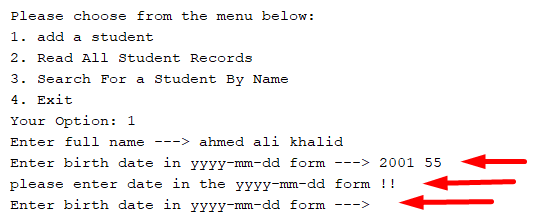 Please choose from the menu below:
1. add a student
2. Read All Student Records
3. Search For a Student By Name
4. Exit
Your Option: 1
Enter full name ---> ahmed ali khalid
Enter birth date in yyyy-mm-dd form ---> 2001 55
please enter date in the yyyy-mm-dd form !!
Enter birth date in yyyy-mm-dd form --->